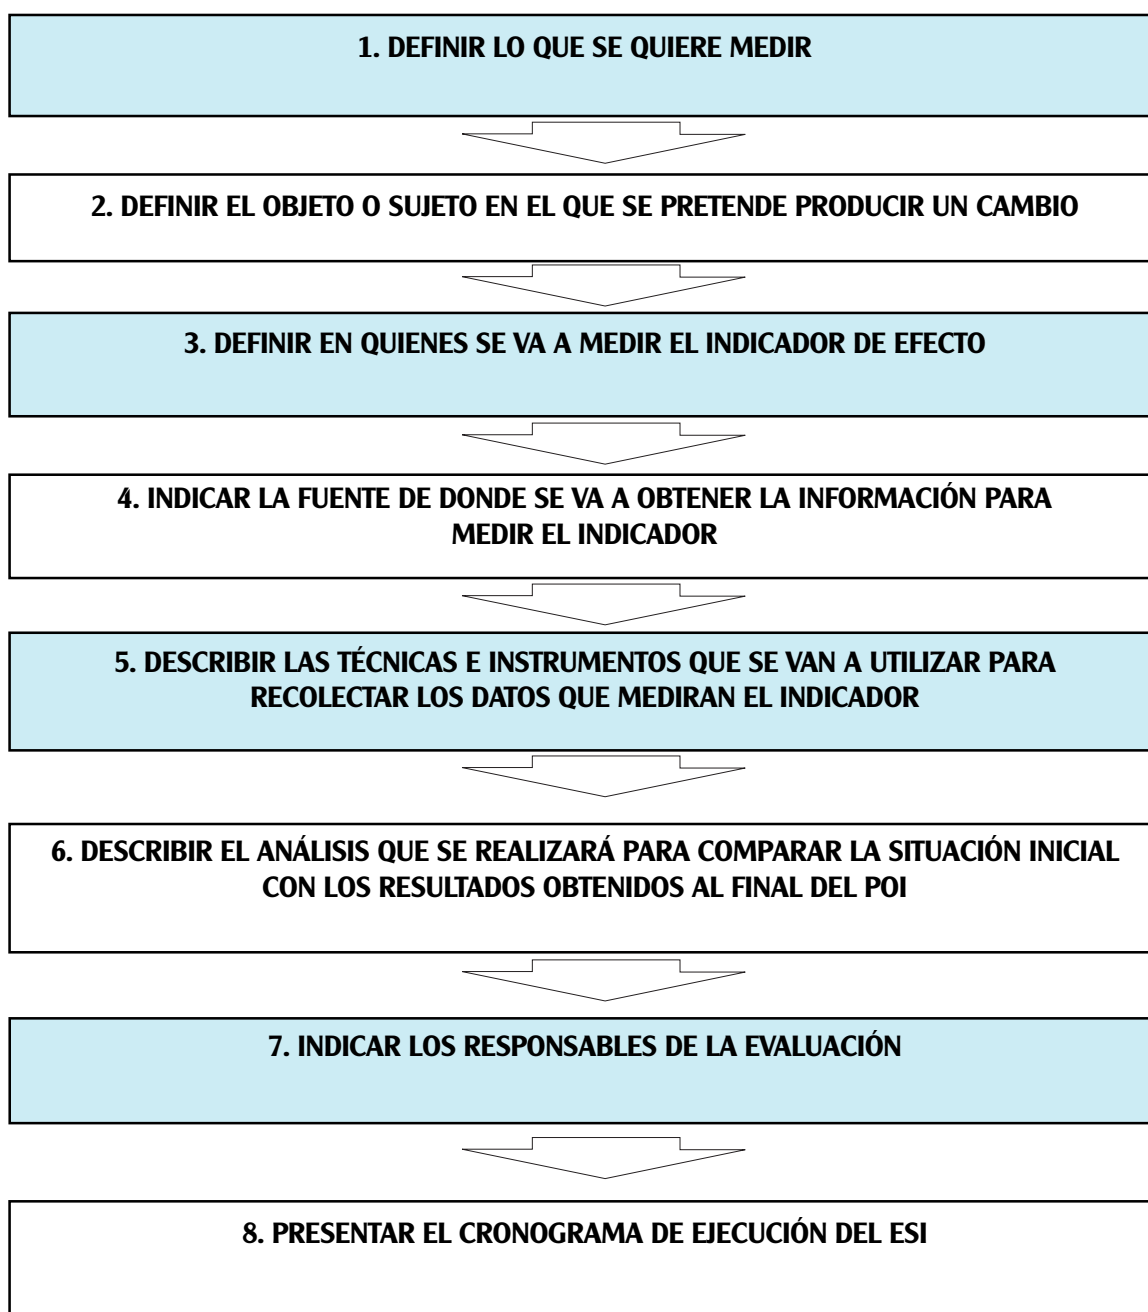 1. DEFINIR LO QUE SE QUIERE MEDIR
2. DEFINIR EL OBJETO O SUJETO EN EL QUE SE PRETENDE PRODUCIR UN CAMBIO
3. DEFINIR EN QUIENES SE VA A MEDIR EL INDICADOR DE EFECTO
4. INDICAR LA FUENTE DE DONDE SE VA A OBTENER LA INFORMACIÓN PARA
MEDIR EL INDICADOR
5. DESCRIBIR LAS TÉCNICAS E INSTRUMENTOS QUE SE VAN A UTILIZAR PARA
RECOLECTAR LOS DATOS QUE MEDIRAN EL INDICADOR
6. DESCRIBIR EL ANÁLISIS QUE SE REALIZARÁ PARA COMPARAR LA SITUACIÓN INICIAL
CON LOS RESULTADOS OBTENIDOS AL FINAL DEL POI
7. INDICAR LOS RESPONSABLES DE LA EVALUACIÓN
8. PRESENTAR EL CRONOGRAMA DE EJECUCIÓN DEL ESI